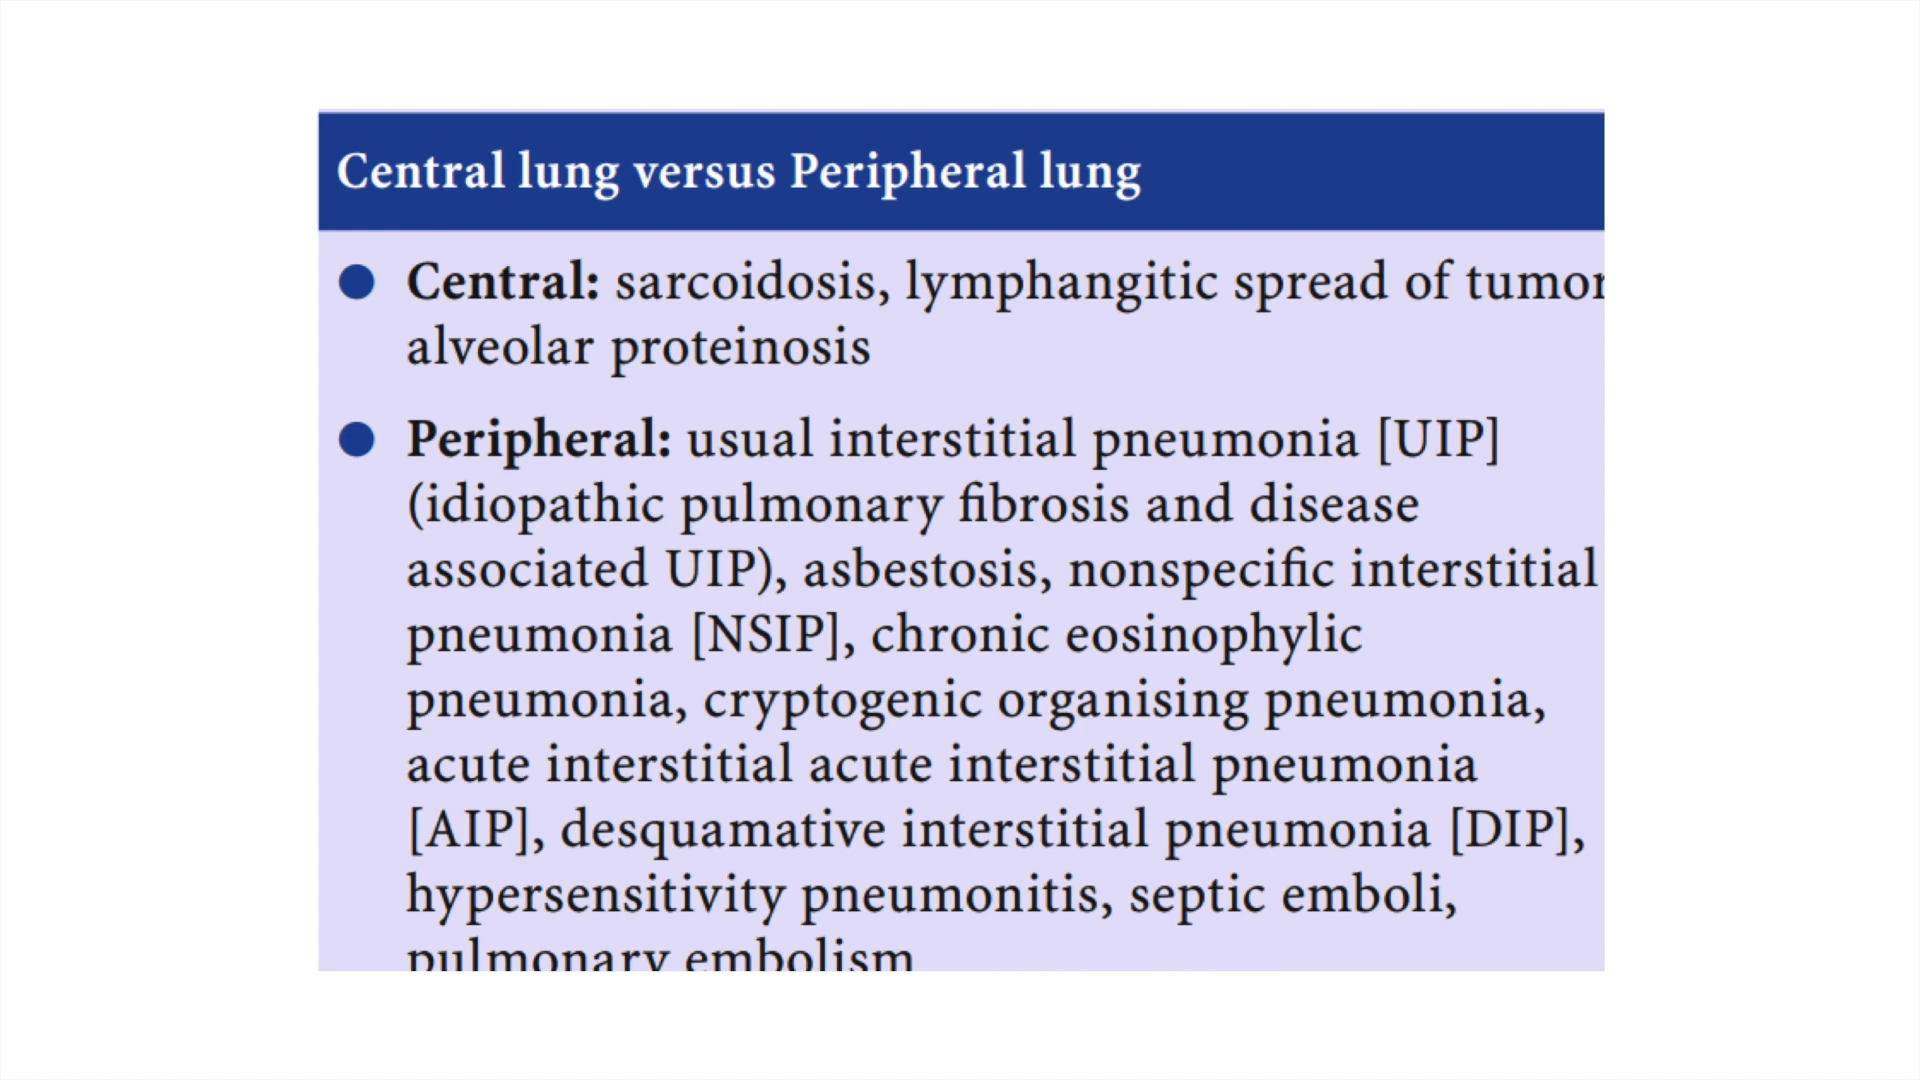 Central lung versus Peripheral lung
● Central: sarcoidosis, lymphangitic spread of tumor
alveolar proteinosis
● Peripheral: usual interstitial pneumonia [UIP]
(idiopathic pulmonary fibrosis and disease
associated UIP), asbestosis, nonspecific interstitial
pneumonia [NSIP], chronic eosinophylic
pneumonia, cryptogenic organising pneumonia,
acute interstitial acute interstitial pneumonia
[AIP], desquamative interstitial pneumonia [DIP],
hypersensitivity pneumonitis, septic emboli,
pulmonary embolism